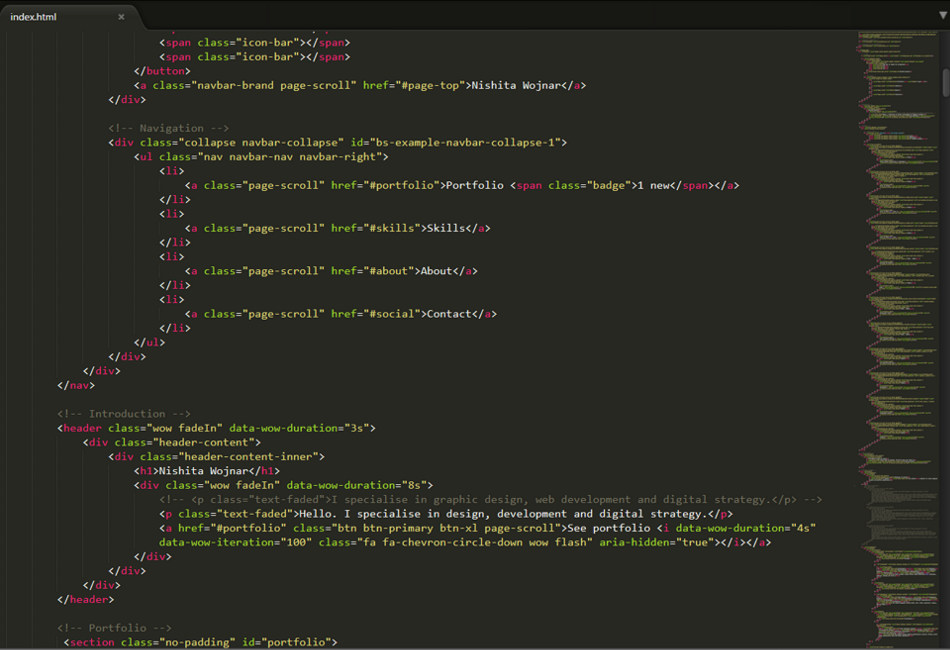 index.html ×
<span class="icon-bar"></span>
<span class="icon-bar"></span>
</button>
<a class="navbar-brand page-scroll" href="#page-top">Nishita Wojnar</a>
</div>
<!-- Navigation -->
<div class="collapse navbar-collapse" id="bs-example-navbar-collapse-1">
<ul class="nav navbar-nav navbar-right">
<li>
<a class="page-scroll" href="#portfolio">Portfolio <span class="badge">1 new</span></a>
</li>
<li>
<a class="page-scroll" href="#skills">Skills</a>
</li>
<li>
<a class="page-scroll" href="#about">About</a>
</li>
<li>
<a class="page-scroll" href="#social">Contact</a>
</li>
</ul>
</div>
</div>
</nav>
<!-- Introduction -->
<header class="wow fadeIn" data-wow-duration="3s">
<div class="header-content">
<div class="header-content-inner">
<h1>Nishita Wojnar</h1>
<div class="wow fadeIn" data-wow-duration="8s">
<!-- <p class="text-faded">I specialise in graphic design, web development and digital strategy.</p> -->
<p class="text-faded">Hello. I specialise in design, development and digital strategy.</p>
<a href="#portfolio" class="btn btn-primary btn-xl page-scroll">See portfolio <i data-wow-duration="4s"
data-wow-iteration="100" class="fa fa-chevron-circle-down wow flash" aria-hidden="true"></i></a>
</div>
</div>
</div>
</header>
<!-- Portfolio -->
<section class="no-padding" id="portfolio">